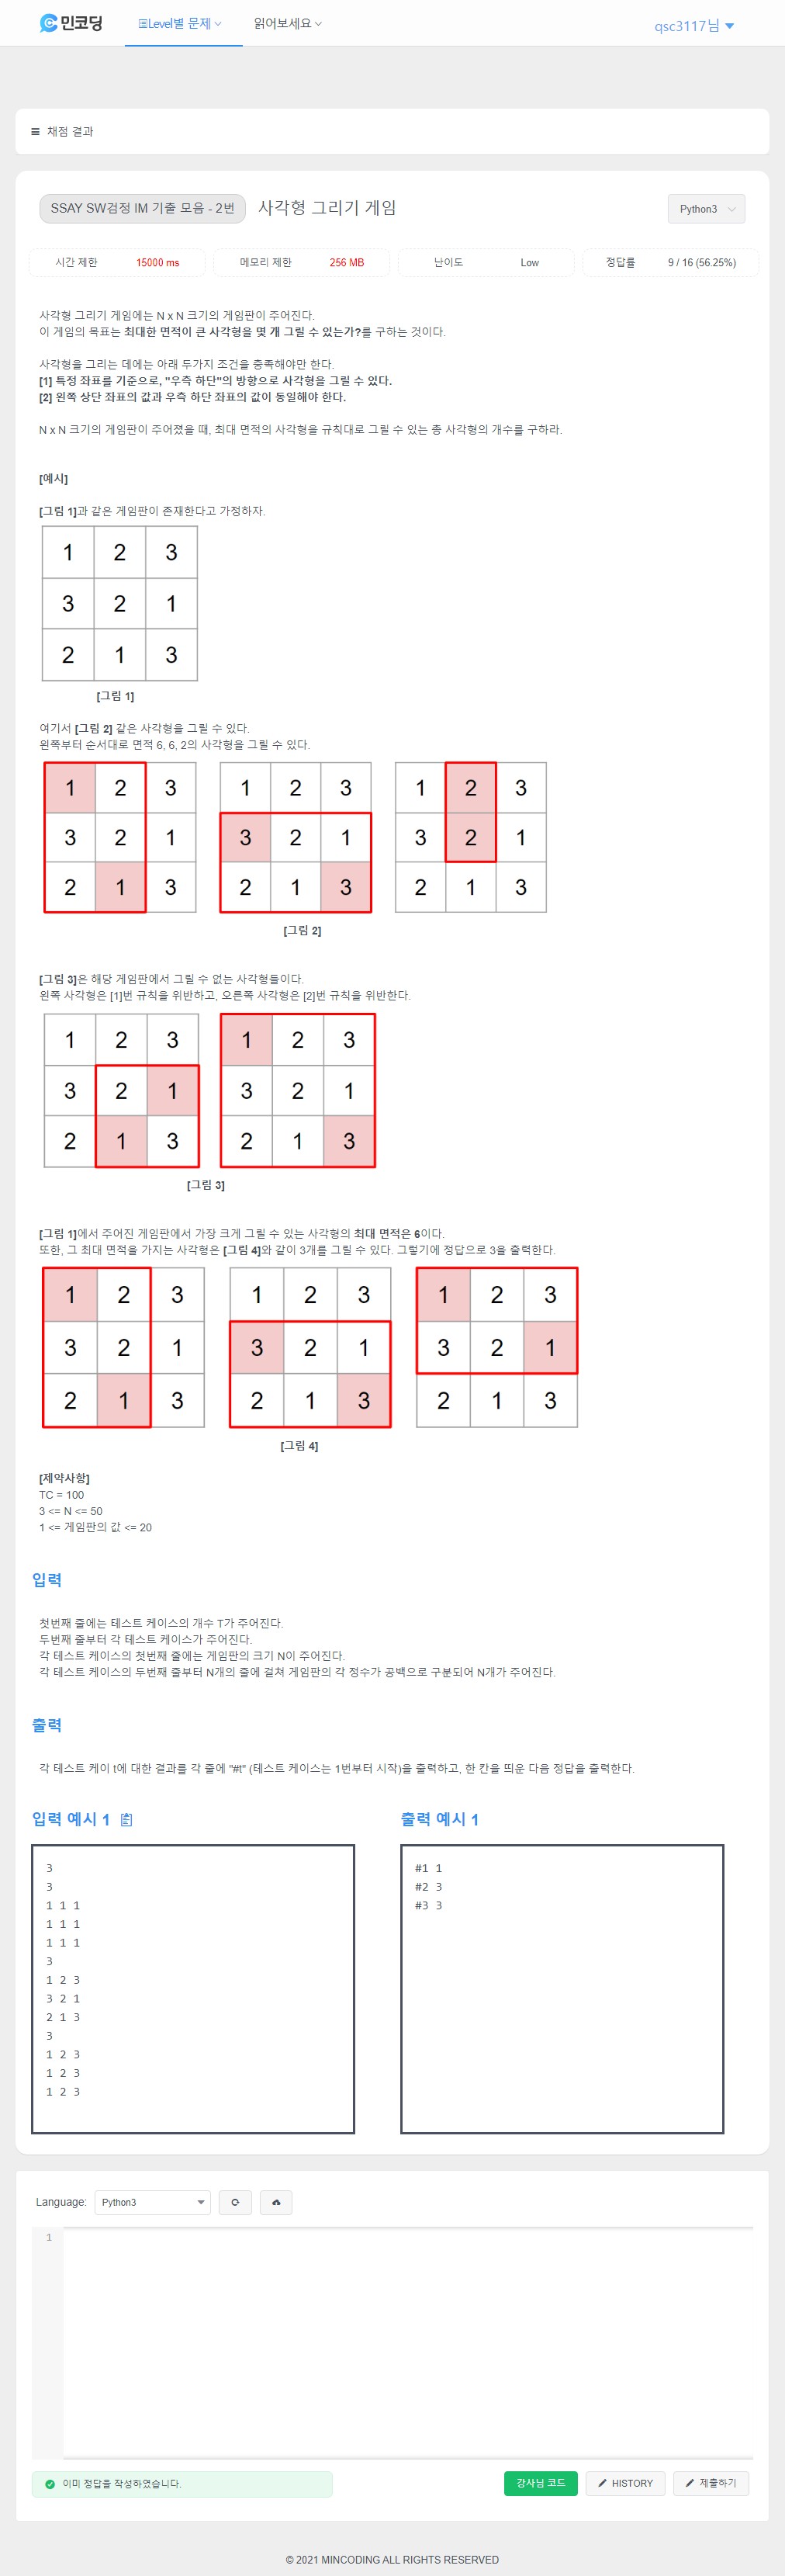 민코딩
Level별 문제
읽어보세요
qsc3117님
채점 결과
SSAY SW검정 IM 기출 모음 - 2번
사각형 그리기 게임
Python3
시간 제한 15000 ms
메모리 제한 256 MB
난이도 Low
정답률 9 / 16 (56.25%)
사각형 그리기 게임에는 N x N 크기의 게임판이 주어진다.
이 게임의 목표는 최대한 면적이 큰 사각형을 몇 개 그릴 수 있는가?를 구하는 것이다.
사각형을 그리는 데에는 아래 두가지 조건을 충족해야만 한다.
[1] 특정 좌표를 기준으로, "우측 하단"의 방향으로 사각형을 그릴 수 있다.
[2] 왼쪽 상단 좌표의 값과 우측 하단 좌표의 값이 동일해야 한다.
N x N 크기의 게임판이 주어졌을 때, 최대 면적의 사각형을 규칙대로 그릴 수 있는 총 사각형의 개수를 구하라.
[예시]
[그림 1]과 같은 게임판이 존재한다고 가정하자.
1 2 3
3 2 1
2 1 3
[그림 1]
여기서 [그림 2] 같은 사각형을 그릴 수 있다.
왼쪽부터 순서대로 면적 6, 6, 2의 사각형을 그릴 수 있다.
1 2 3 1 2 3 1 2 3
3 2 1 3 2 1 3 2 1
2 1 3 2 1 3 2 1 3
[그림 2]
[그림 3]은 해당 게임판에서 그릴 수 없는 사각형들이다.
왼쪽 사각형은 [1]번 규칙을 위반하고, 오른쪽 사각형은 [2]번 규칙을 위반한다.
1 2 3 1 2 3
3 2 1 3 2 1
2 1 3 2 1 3
[그림 3]
[그림 1]에서 주어진 게임판에서 가장 크게 그릴 수 있는 사각형의 최대 면적은 6이다.
또한, 그 최대 면적을 가지는 사각형은 [그림 4]와 같이 3개를 그릴 수 있다. 그렇기에 정답으로 3을 출력한다.
1 2 3 1 2 3 1 2 3
3 2 1 3 2 1 3 2 1
2 1 3 2 1 3 2 1 3
[그림 4]
[제약사항]
TC = 100
3 <= N <= 50
1 <= 게임판의 값 <= 20
입력
첫번째 줄에는 테스트 케이스의 개수 T가 주어진다.
두번째 줄부터 각 테스트 케이스가 주어진다.
각 테스트 케이스의 첫번째 줄에는 게임판의 크기 N이 주어진다.
각 테스트 케이스의 두번째 줄부터 N개의 줄에 걸쳐 게임판의 각 정수가 공백으로 구분되어 N개가 주어진다.
출력
각 테스트 케이 t에 대한 결과를 각 줄에 "#t" (테스트 케이스는 1번부터 시작)을 출력하고, 한 칸을 띄운 다음 정답을 출력한다.
입력 예시 1
3
3
1 1 1
1 1 1
1 1 1
3
1 2 3
3 2 1
2 1 3
3
1 2 3
1 2 3
1 2 3
출력 예시 1
#1 1
#2 3
#3 3
Language: Python3
1
이미 정답을 작성하였습니다.
강사님 코드
HISTORY
제출하기
© 2021 MINCODING ALL RIGHTS RESERVED